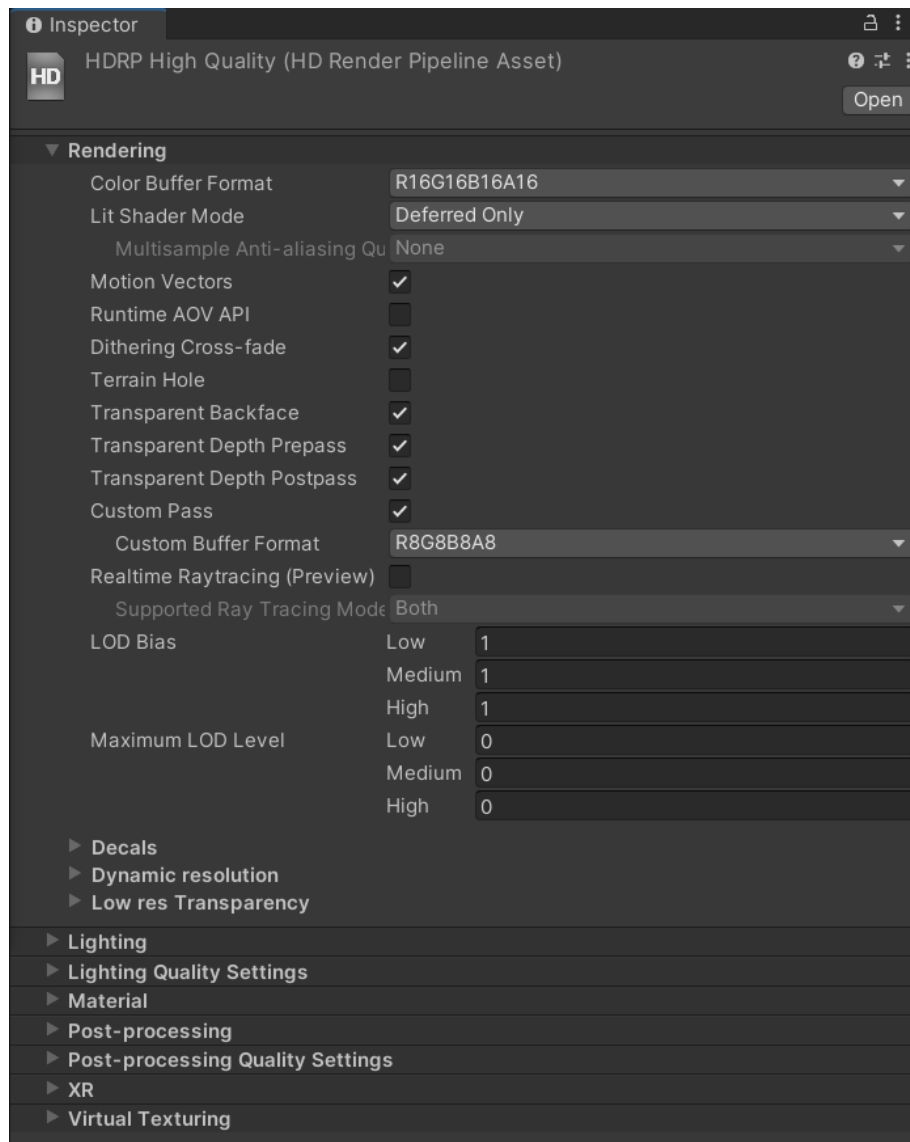 Inspector
HDRP High Quality (HD Render Pipeline Asset)
HD
Open
Rendering
Color Buffer Format R16G16B16A16
Lit Shader Mode Deferred Only
Multisample Anti-aliasing Qu None
Motion Vectors
Runtime AOV API
Dithering Cross-fade
Terrain Hole
Transparent Backface
Transparent Depth Prepass
Transparent Depth Postpass
Custom Pass
Custom Buffer Format R8G8B8A8
Realtime Raytracing (Preview)
Supported Ray Tracing Mode Both
LOD Bias Low 1
Medium 1
High 1
Maximum LOD Level Low 0
Medium 0
High 0
Decals
Dynamic resolution
Low res Transparency
Lighting
Lighting Quality Settings
Material
Post-processing
Post-processing Quality Settings
XR
Virtual Texturing